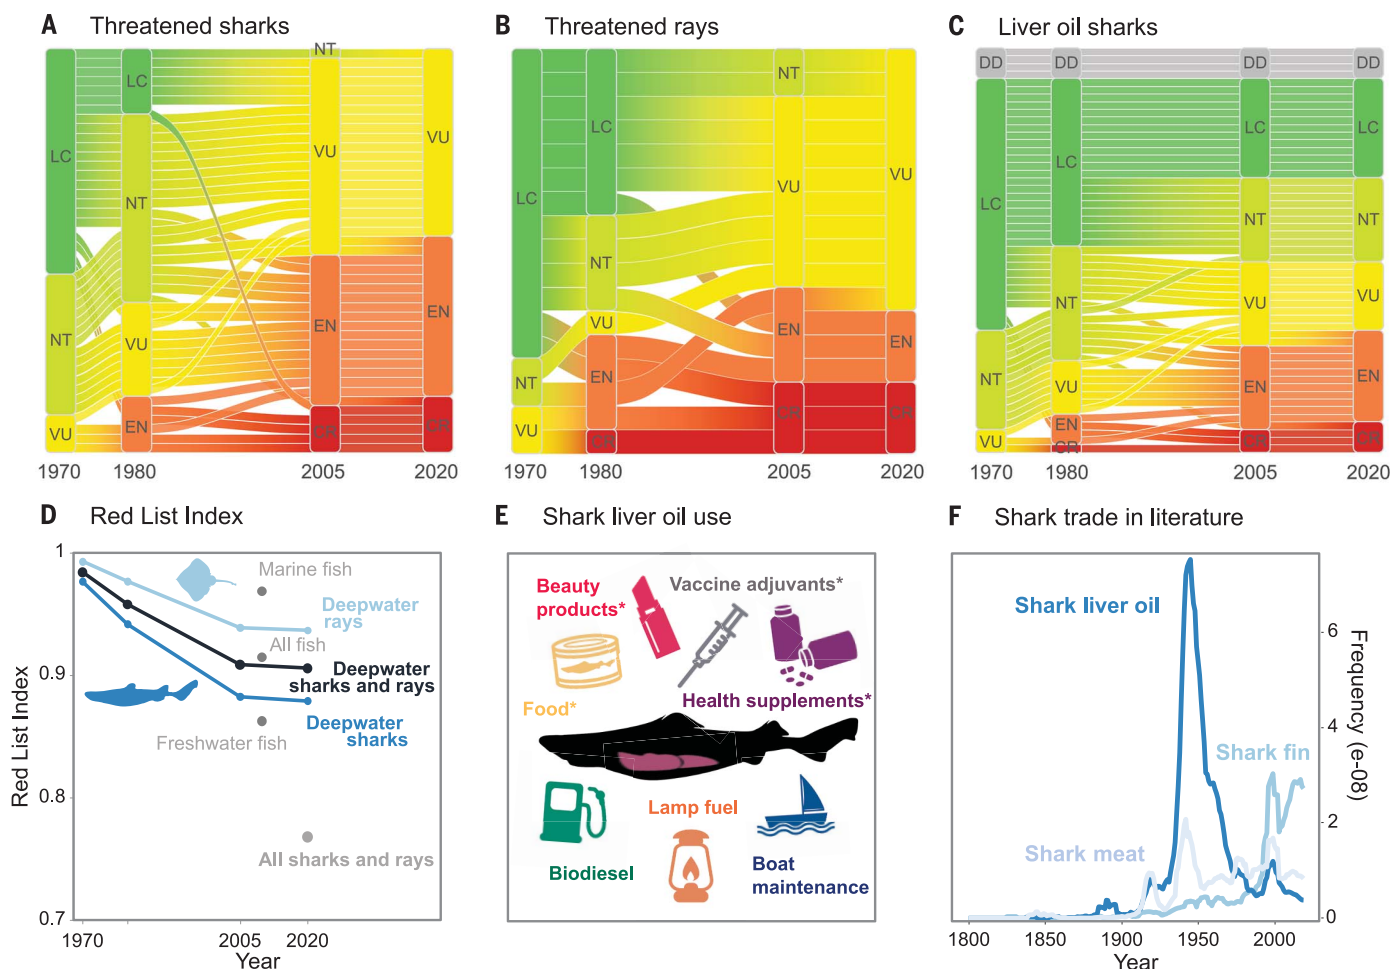 A Threatened sharks
LC
NT
VU
LC
NT
VU
EN
NT
VU
EN
CR
VU
EN
CR
1970 1980 2005 2020
B Threatened rays
LC
NT
VU
LC
NT
VU
EN
CR
NT
VU
EN
CR
VU
EN
CR
1970 1980 2005 2020
C Liver oil sharks
DD
LC
NT
VU
DD
LC
NT
VU
EN
CR
DD
LC
NT
VU
EN
CR
DD
LC
NT
VU
EN
CR
1970 1980 2005 2020
D Red List Index
Red List Index
1
0.9
0.8
0.7
Marine fish
Deepwater
rays
All fish
Deepwater
sharks and rays
Deepwater
sharks
Freshwater fish
All sharks and rays
1970 2005 2020
Year
E Shark liver oil use
Beauty
products*
Vaccine adjuvants*
Food*
Health supplements*
Lamp fuel
Biodiesel
Boat
maintenance
F Shark trade in literature
Shark liver oil
Shark fin
Shark meat
6
4
2
0
Frequency (e-08)
1800 1850 1900 1950 2000
Year